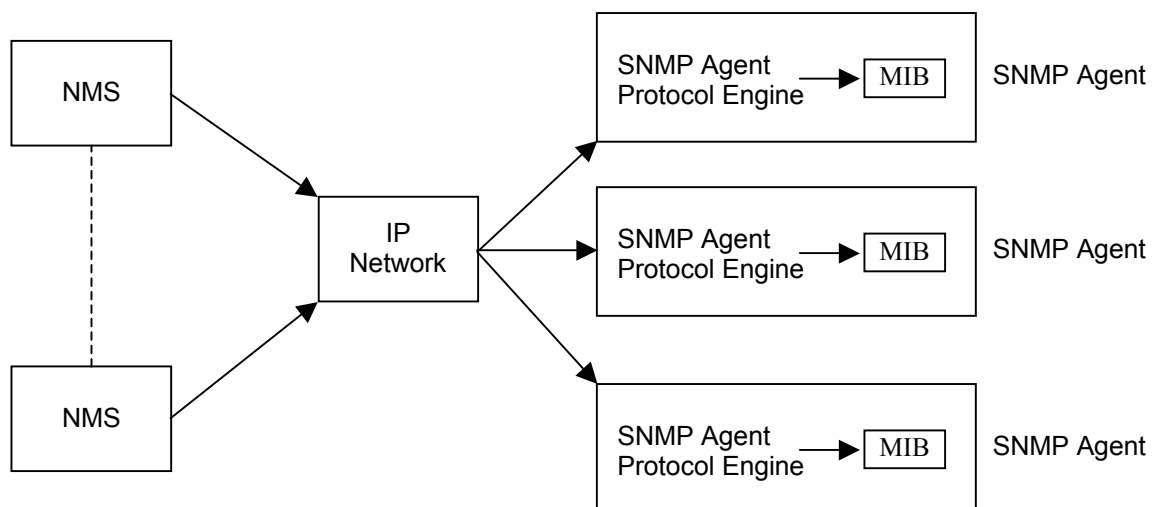 NMS
SNMP Agent
Protocol Engine
MIB
SNMP Agent
IP
Network
SNMP Agent
Protocol Engine
MIB
SNMP Agent
NMS
SNMP Agent
Protocol Engine
MIB
SNMP Agent